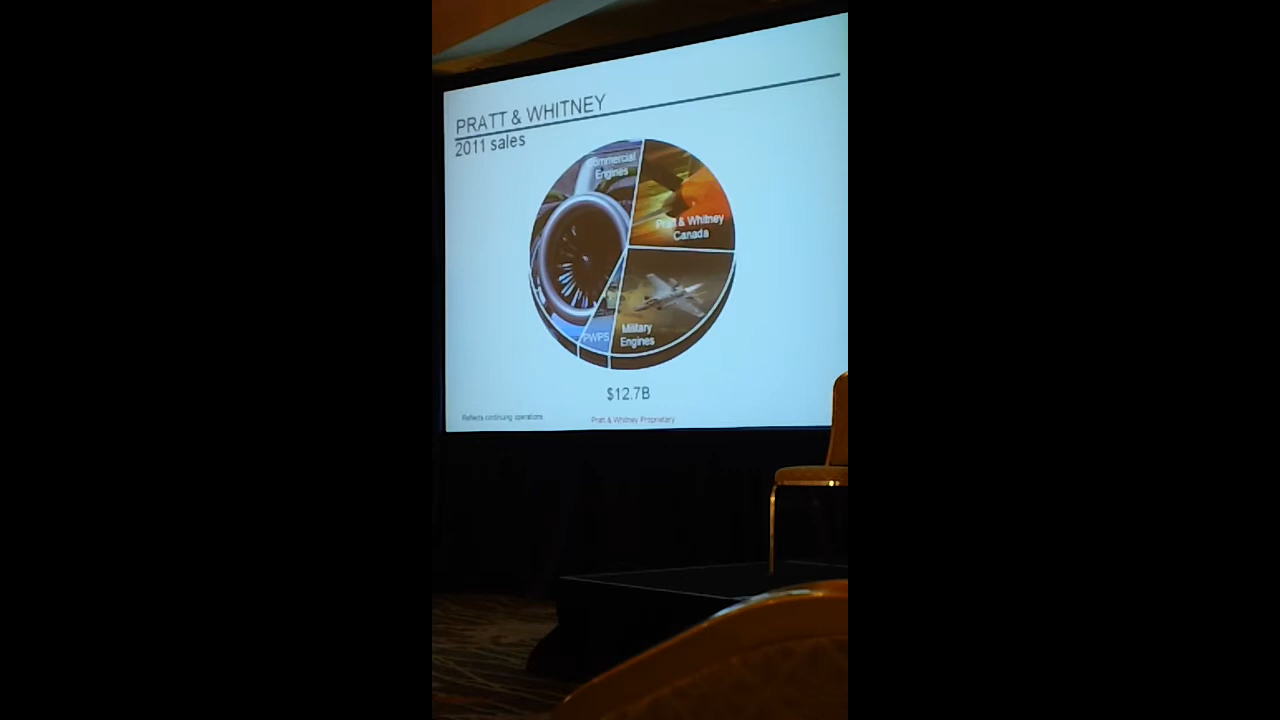 PRATT & WHITNEY
2011 sales
Commercial
Engines
Pratt & Whitney
Canada
Military
Engines
PWPS
$12.7B
Reflects continuing operations
Pratt & Whitney Proprietary